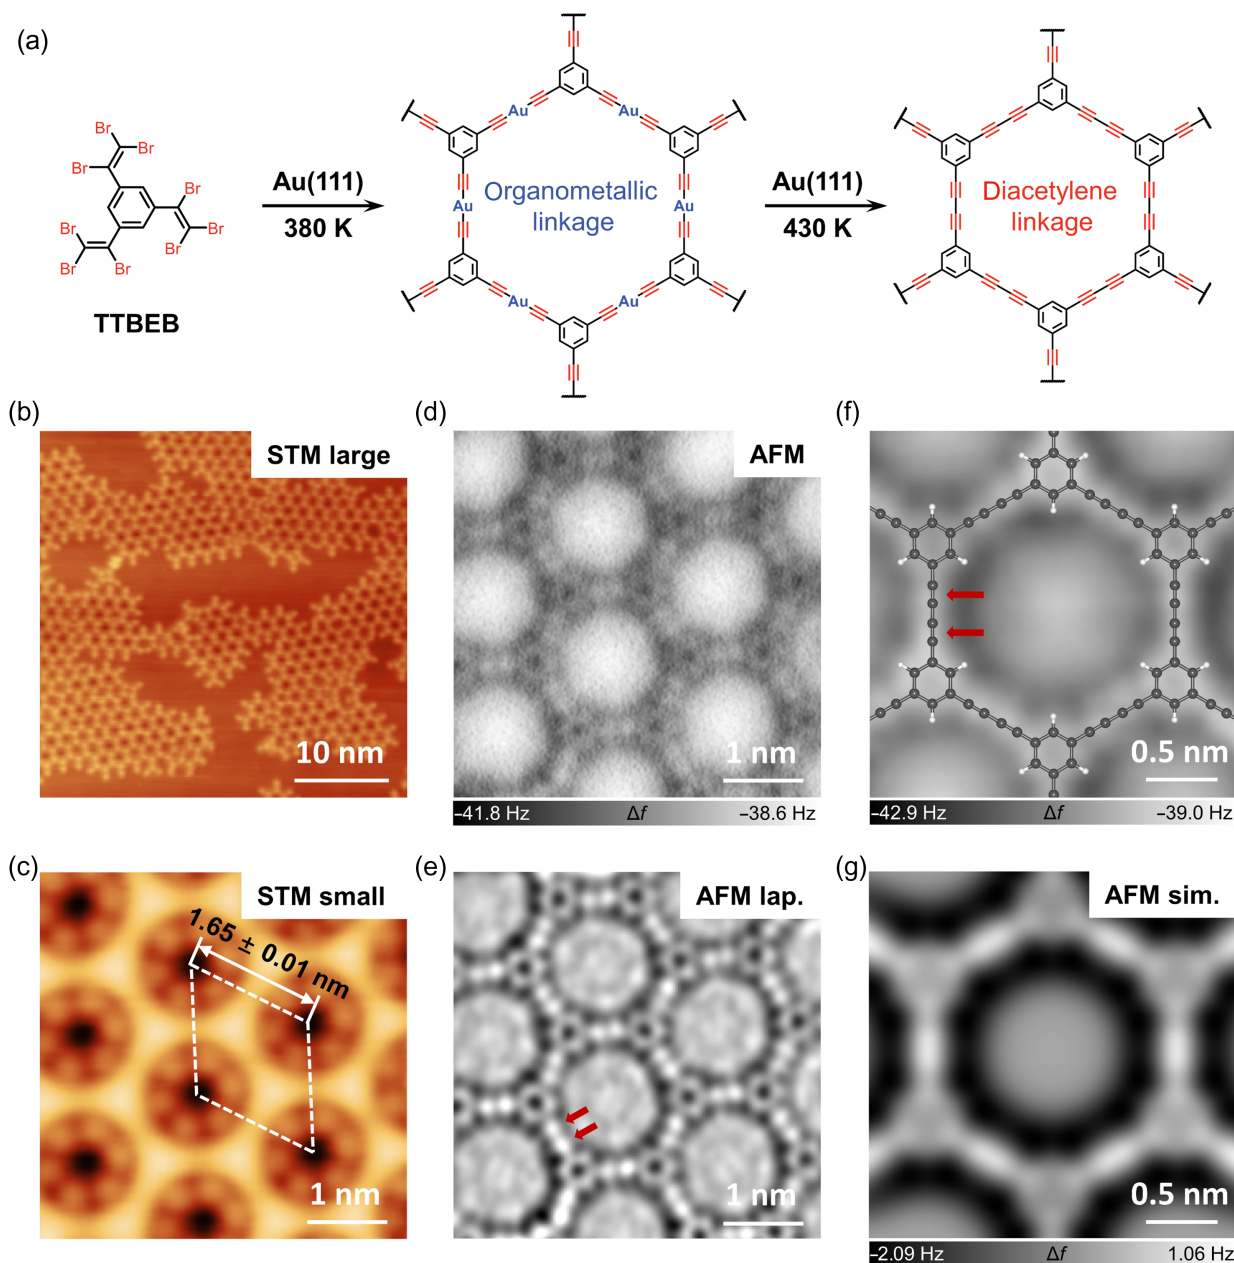 (a)
Br
Br
Br
Br
Br
Br
Br
Br
Br
TTBEB
Au(111)
380 K
Au
Au
Au
Au
Au
Au
Organometallic
linkage
Au(111)
430 K
Diacetylene
linkage
(b)
STM large
10 nm
(d)
AFM
1 nm
−41.8 Hz Δf −38.6 Hz
(f)
0.5 nm
−42.9 Hz Δf −39.0 Hz
(c)
STM small
1.65 ± 0.01 nm
1 nm
(e)
AFM lap.
1 nm
(g)
AFM sim.
0.5 nm
−2.09 Hz Δf 1.06 Hz